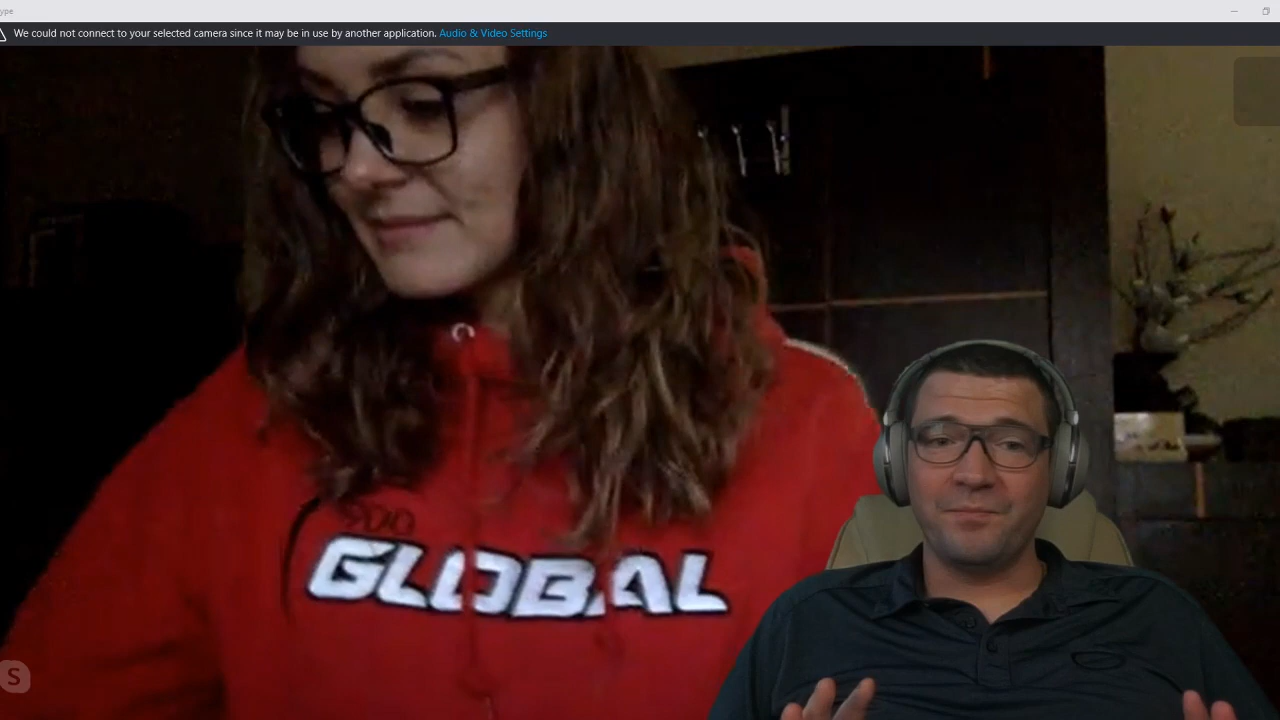 ype
We could not connect to your selected camera since it may be in use by another application. Audio & Video Settings
GLOBAL
S